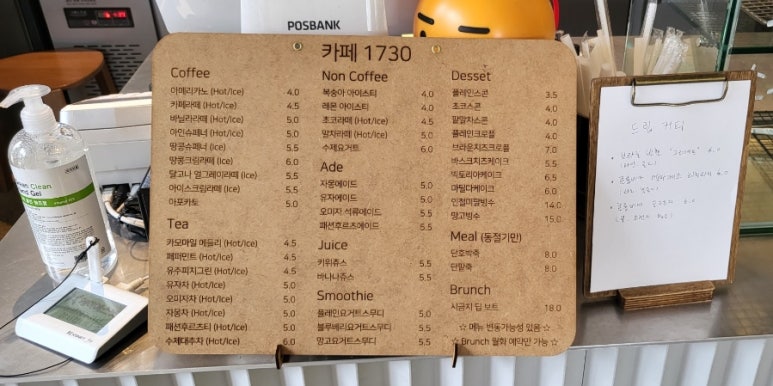 POSBANK
카페 1730
Coffee
아메리카노 (Hot/Ice) 4.0
카페라떼 (Hot/Ice) 4.5
바닐라라떼 (Hot/Ice) 5.0
아인슈페너 (Hot/Ice) 5.0
땅콩슈페너 (Ice) 5.5
땅콩크림라떼 (Ice) 6.0
달고나 얼그레이라떼 (Ice) 5.5
아이스크림라떼 (Ice) 5.5
아포카토 5.0
Tea
카모마일 메들리 (Hot/Ice) 4.5
페퍼민트 (Hot/Ice) 4.5
유주피치그린 (Hot/Ice) 4.5
유자차 (Hot/Ice) 5.0
오미자차 (Hot/Ice) 5.0
자몽차 (Hot/Ice) 5.0
패션후르츠티 (Hot/Ice) 5.0
수제대추차 (Hot/Ice) 6.0
Non Coffee
복숭아 아이스티 4.0
레몬 아이스티 4.0
초코라떼 (Hot/Ice) 4.5
말차라떼 (Hot/Ice) 5.0
수제요거트 6.0
Ade
자몽에이드 5.0
유자에이드 5.0
오미자 석류에이드 5.5
패션후르츠에이드 5.5
Juice
키위쥬스 5.5
바나나쥬스 5.5
Smoothie
플레인요거트스무디 5.0
블루베리요거트스무디 5.5
망고요거트스무디 5.5
Desset
플레인스콘 3.5
초코스콘 4.0
팥말차스콘 4.0
플레인크로플 4.0
브라운치즈크로플 7.0
바스크치즈케이크 5.5
빅토리아케이크 6.5
마틸다케이크 6.0
인절미팥빙수 14.0
망고빙수 15.0
Meal (동절기만)
단호박죽 8.0
단팥죽 8.0
Brunch
사금치 딥 보트 18.0
☆ 메뉴 변동가능성 있음 ☆
☆ Brunch 월화 예약만 가능 ☆
드립 커피
Clean
Gel